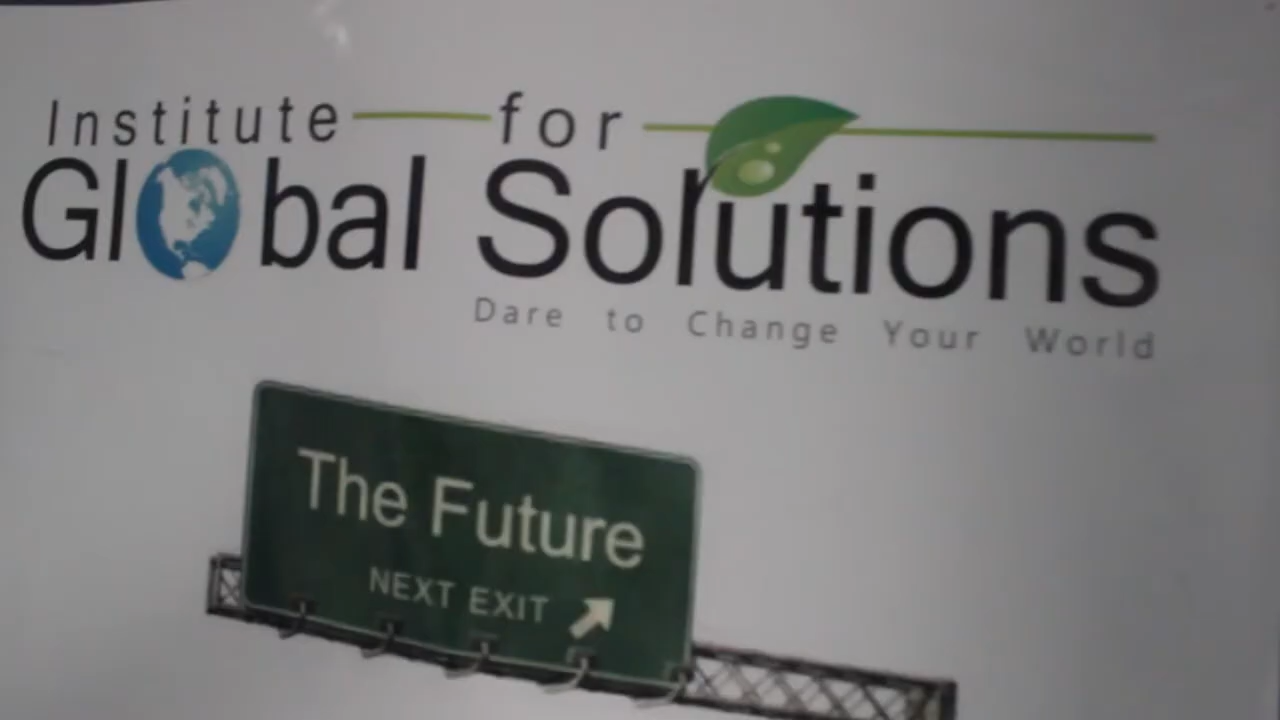 Institute for
Global Solutions
Dare to Change Your World
The Future
NEXT EXIT